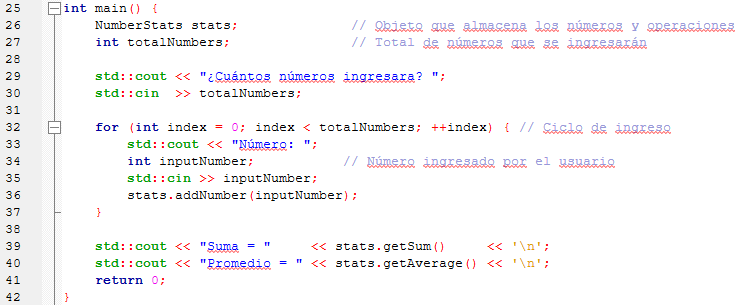 25 int main() {
26     NumberStats stats;              // Objeto que almacena los números y operaciones
27     int totalNumbers;               // Total de números que se ingresarán
28
29     std::cout << "¿Cuántos números ingresara? ";
30     std::cin  >> totalNumbers;
31
32     for (int index = 0; index < totalNumbers; ++index) { // Ciclo de ingreso
33         std::cout << "Número: ";
34         int inputNumber;           // Número ingresado por el usuario
35         std::cin >> inputNumber;
36         stats.addNumber(inputNumber);
37     }
38
39     std::cout << "Suma = "     << stats.getSum()     << '\n';
40     std::cout << "Promedio = " << stats.getAverage() << '\n';
41     return 0;
42 }